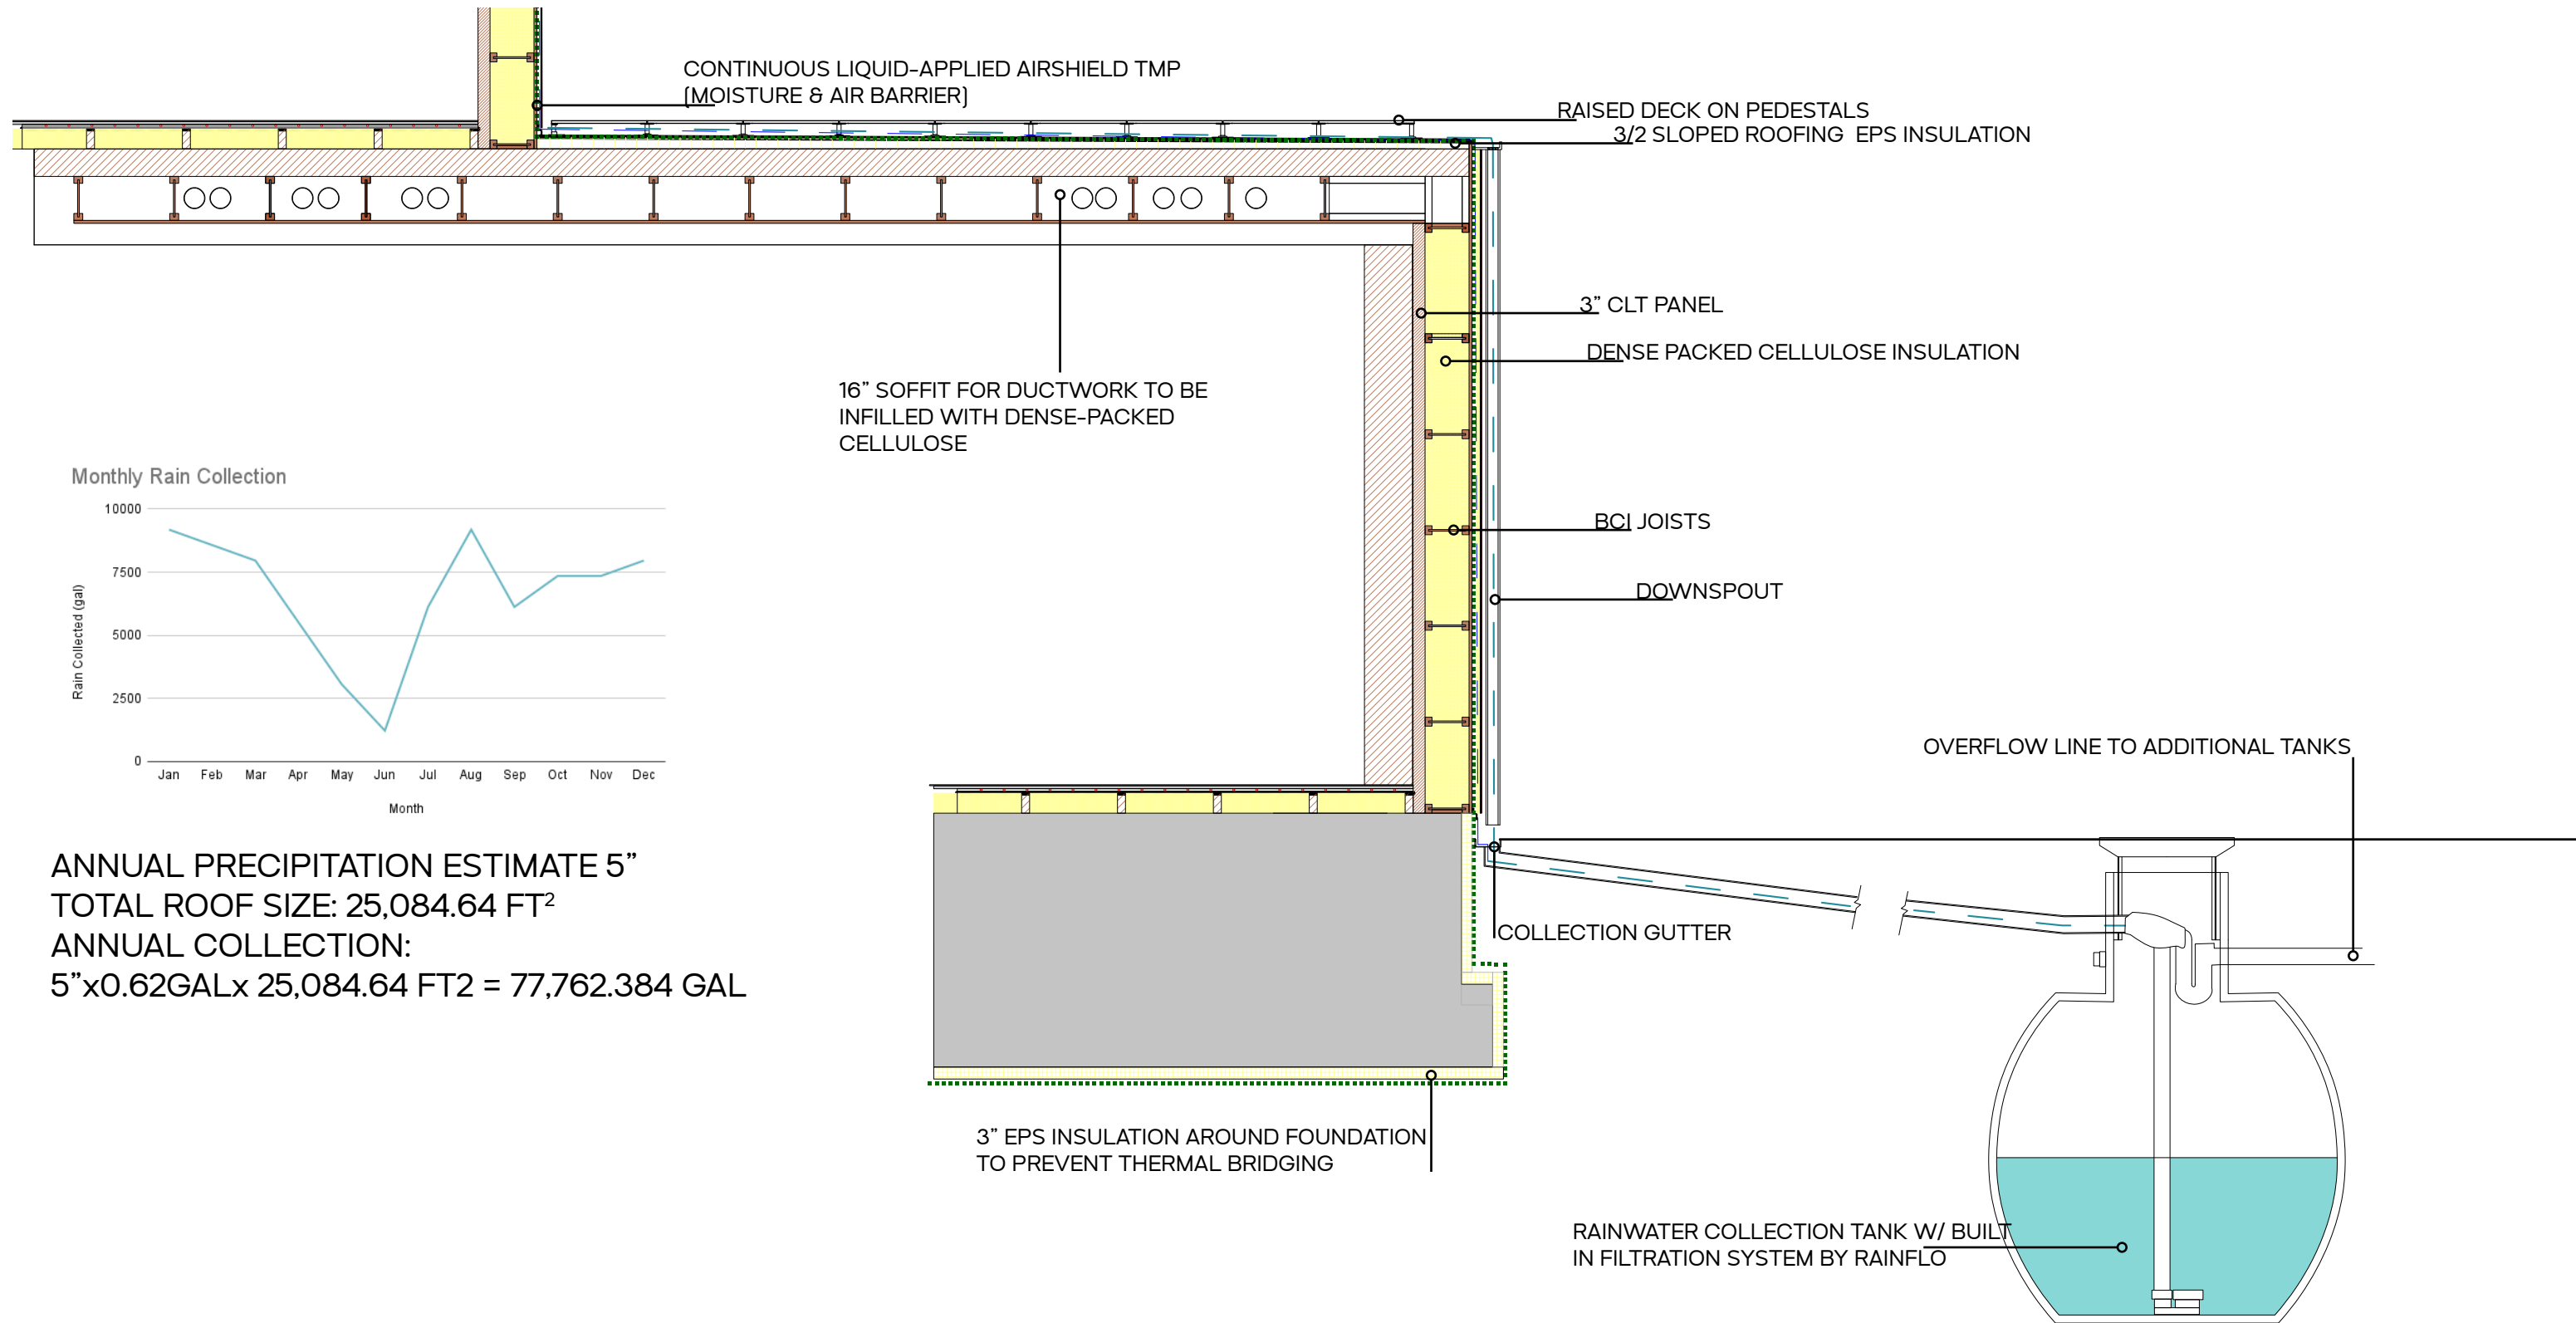 CONTINUOUS LIQUID-APPLIED AIRSHIELD TMP
(MOISTURE & AIR BARRIER)
RAISED DECK ON PEDESTALS
3/2 SLOPED ROOFING EPS INSULATION
3” CLT PANEL
DENSE PACKED CELLULOSE INSULATION
16” SOFFIT FOR DUCTWORK TO BE
INFILLED WITH DENSE-PACKED
CELLULOSE
BCI JOISTS
DOWNSPOUT
Monthly Rain Collection
10000
7500
5000
2500
0
Rain Collected (gal)
Jan Feb Mar Apr May Jun Jul Aug Sep Oct Nov Dec
Month
OVERFLOW LINE TO ADDITIONAL TANKS
ANNUAL PRECIPITATION ESTIMATE 5”
TOTAL ROOF SIZE: 25,084.64 FT²
ANNUAL COLLECTION:
5”x0.62GALx 25,084.64 FT2 = 77,762.384 GAL
COLLECTION GUTTER
3” EPS INSULATION AROUND FOUNDATION
TO PREVENT THERMAL BRIDGING
RAINWATER COLLECTION TANK W/ BUILT
IN FILTRATION SYSTEM BY RAINFLO